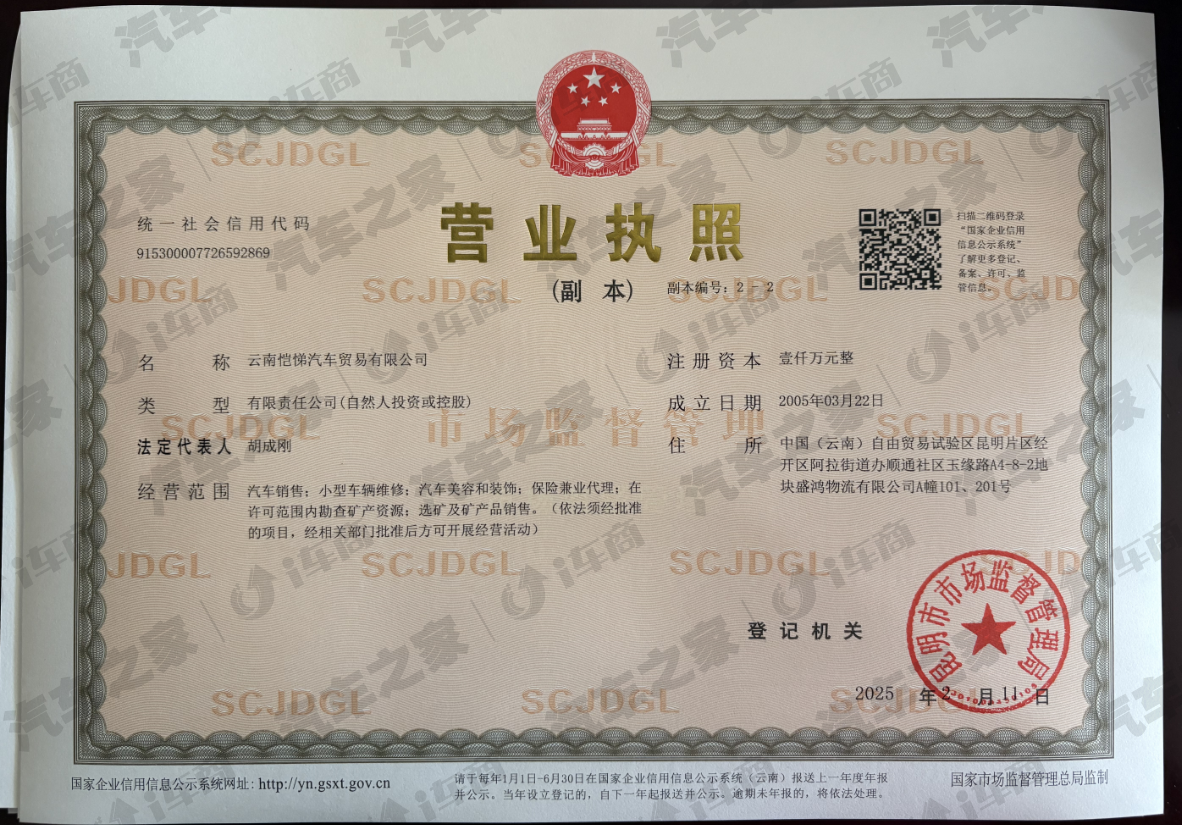 营业执照
(副 本)
副本编号：2－2
统一社会信用代码
915300007726592869
扫描二维码登录
“国家企业信用
信息公示系统”
了解更多登记、
备案、许可、监
管信息。
名 称 云南恺悌汽车贸易有限公司
类 型 有限责任公司(自然人投资或控股)
法定代表人 胡成刚
经营范围 汽车销售；小型车辆维修；汽车美容和装饰；保险兼业代理；在
许可范围内勘查矿产资源；选矿及矿产品销售。（依法须经批准
的项目，经相关部门批准后方可开展经营活动）
注册资本 壹仟万元整
成立日期 2005年03月22日
住 所 中国（云南）自由贸易试验区昆明片区经
开区阿拉街道办顺通社区玉缘路A4-8-2地
块盛鸿物流有限公司A幢101、201号
登记机关
昆明市市场监督管理局
2025 年 2 月 11 日
国家企业信用信息公示系统网址：http://yn.gsxt.gov.cn
请于每年1月1日-6月30日在国家企业信用信息公示系统（云南）报送上一年度年报
并公示。当年设立登记的，自下一年起报送并公示。逾期未年报的，将依法处理。
国家市场监督管理总局监制
SCJDGL
市场监督管理
汽车之家
i车商